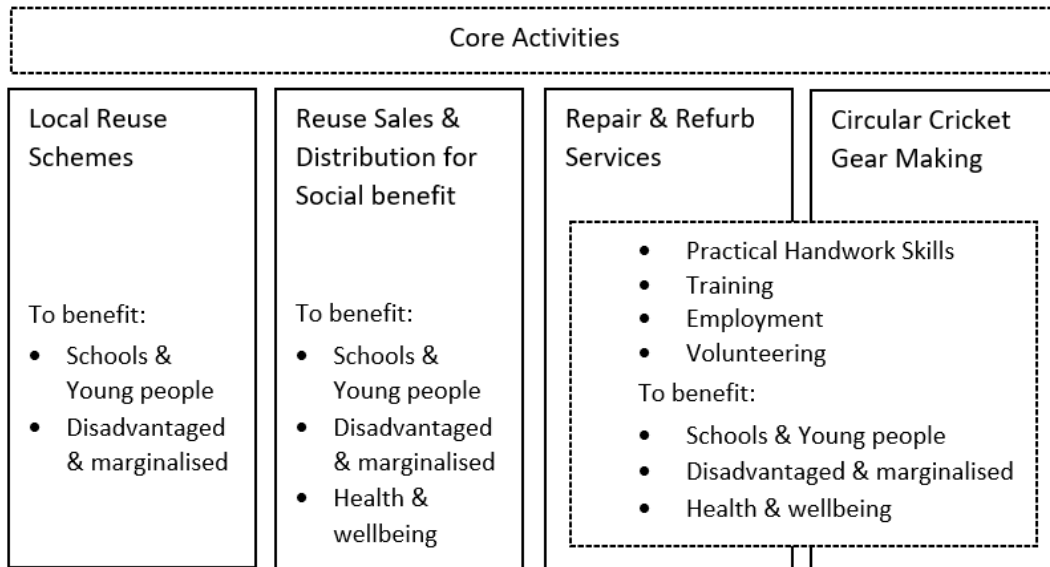 Core Activities
Local Reuse
Schemes
To benefit:
• Schools &
Young people
• Disadvantaged
& marginalised
Reuse Sales &
Distribution for
Social benefit
To benefit:
• Schools &
Young people
• Disadvantaged
& marginalised
• Health &
wellbeing
Repair & Refurb
Services
Circular Cricket
Gear Making
• Practical Handwork Skills
• Training
• Employment
• Volunteering
To benefit:
• Schools & Young people
• Disadvantaged & marginalised
• Health & wellbeing